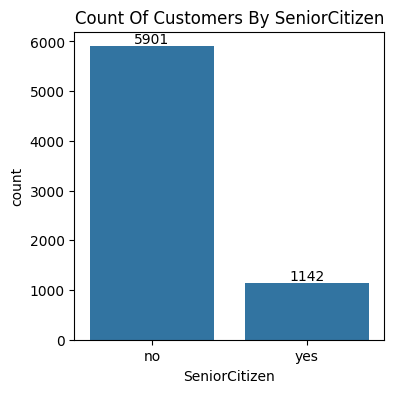 Count Of Customers By SeniorCitizen
6000
5901
5000
4000
count
3000
2000
1142
1000
0
no yes
SeniorCitizen